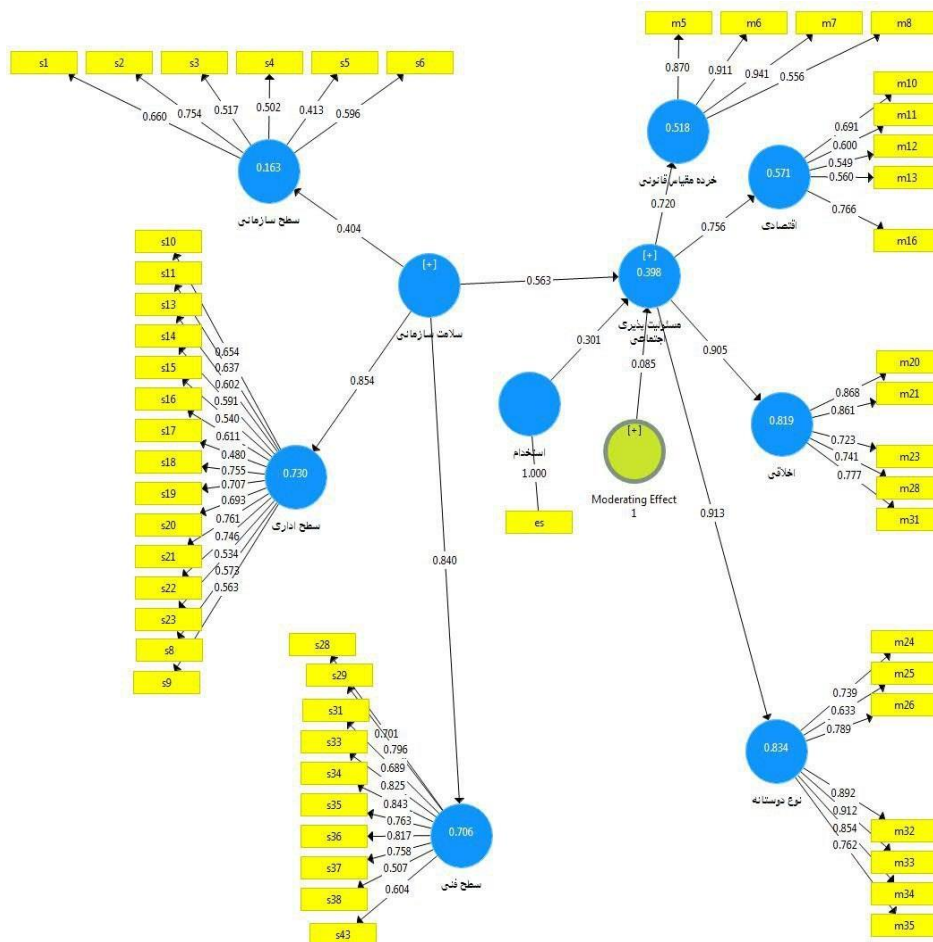 m5
m6
m7
m8
s1
s2
s3
s4
s5
s6
0.870
0.911
0.941
0.556
0.660
0.754
0.517
0.502
0.413
0.596
0.163
سطح سازمانی
0.518
خرده مقیاس قانونی
m10
m11
m12
m13
m16
0.691
0.600
0.549
0.560
0.766
0.571
اقتصادی
0.720
0.756
0.404
[+]
سلامت سازمانی
0.563
[+]
0.398
مسئولیت پذیری
اجتماعی
0.301
0.085
0.905
0.854
0.913
0.840
استخدام
1.000
es
[+]
Moderating Effect
1
s10
s11
s13
s14
s15
s16
s17
s18
s19
s20
s21
s22
s23
s8
s9
0.654
0.637
0.602
0.591
0.540
0.611
0.480
0.755
0.707
0.693
0.761
0.746
0.534
0.573
0.563
0.730
سطح اداری
m20
m21
m23
m28
m31
0.868
0.861
0.723
0.741
0.777
0.819
اخلاقی
s28
s29
s31
s33
s34
s35
s36
s37
s38
s43
0.701
0.796
0.689
0.825
0.843
0.763
0.817
0.758
0.507
0.604
0.706
سطح فنی
m24
m25
m26
0.739
0.633
0.789
0.834
نوع دوستانه
0.892
0.912
0.854
0.762
m32
m33
m34
m35